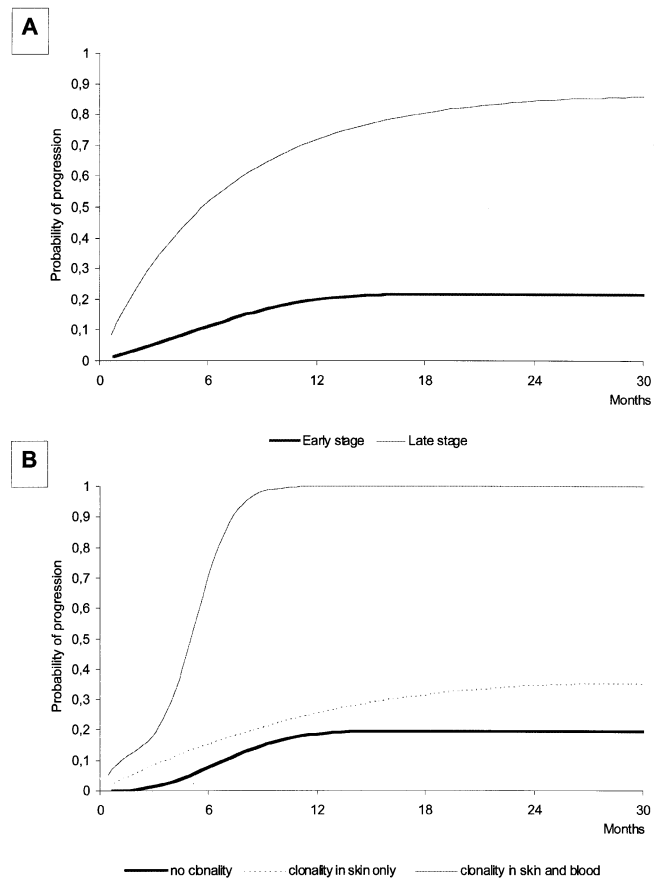 A
Probability of progression
1
0,9
0,8
0,7
0,6
0,5
0,4
0,3
0,2
0,1
0
0 6 12 18 24 30
Months
Early stage Late stage
B
Probability of progression
1
0,9
0,8
0,7
0,6
0,5
0,4
0,3
0,2
0,1
0
0 6 12 18 24 30
Months
no clonality clonality in skin only clonality in skin and blood